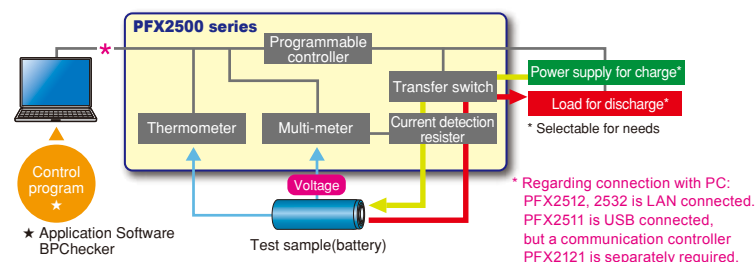 PFX2500 series
*
Programmable
controller
Power supply for charge*
Transfer switch
Load for discharge*
* Selectable for needs
Thermometer
Multi-meter
Current detection
resister
Control
program
★
Voltage
* Regarding connection with PC:
PFX2512, 2532 is LAN connected.
PFX2511 is USB connected,
but a communication controller
PFX2121 is separately required.
★ Application Software
BPChecker
Test sample(battery)